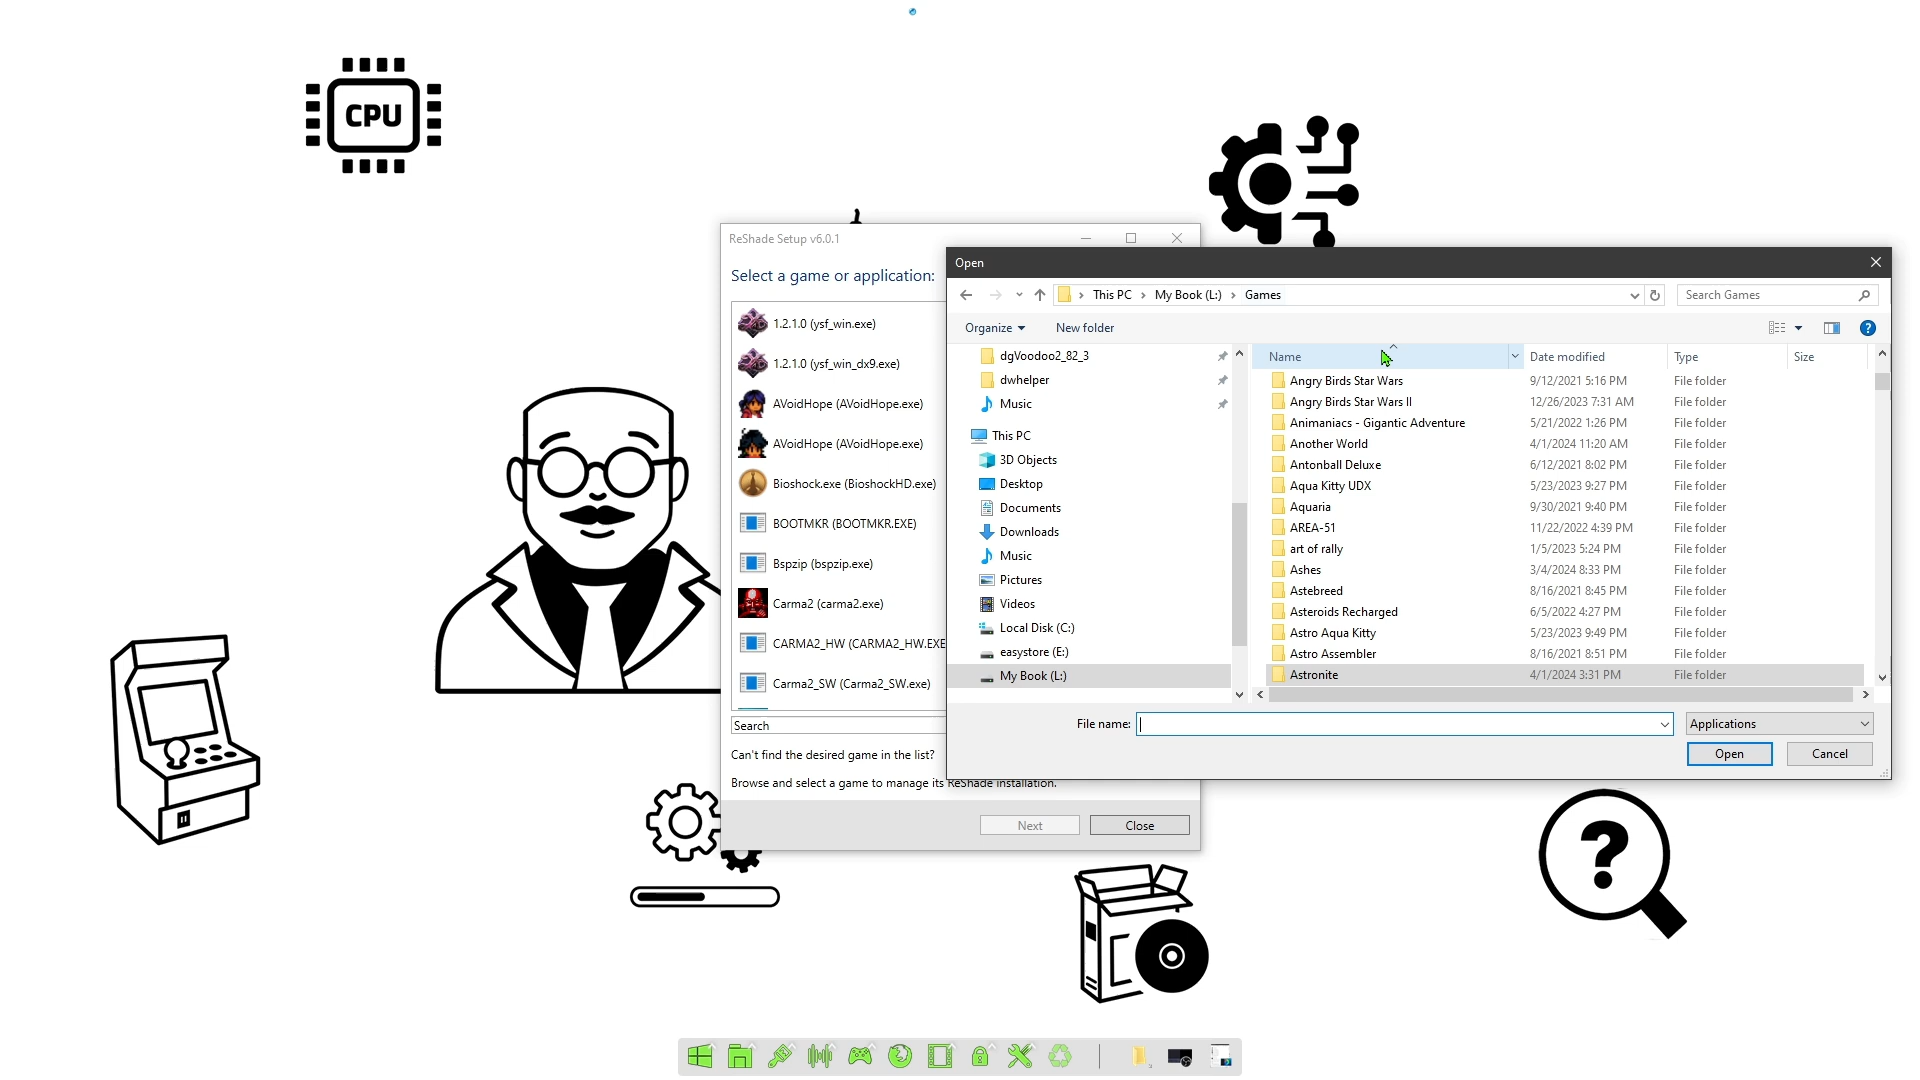 CPU
ReShade Setup v6.0.1
Select a game or application:
1.2.1.0 (ysf_win.exe)
1.2.1.0 (ysf_win_dx9.exe)
AVoidHope (AVoidHope.exe)
AVoidHope (AVoidHope.exe)
Bioshock.exe (BioshockHD.exe)
BOOTMKR (BOOTMKR.EXE)
Bspzip (bspzip.exe)
Carma2 (carma2.exe)
CARMA2_HW (CARMA2_HW.EXE
Carma2_SW (Carma2_SW.exe)
Search
Can't find the desired game in the list?
Browse and select a game to manage its ReShade installation.
Next
Close
Open
This PC > My Book (L:) > Games
Search Games
Organize
New folder
dgVoodoo2_82_3
dwhelper
Music
This PC
3D Objects
Desktop
Documents
Downloads
Music
Pictures
Videos
Local Disk (C:)
easystore (E:)
My Book (L:)
Name Date modified Type Size
Angry Birds Star Wars 9/12/2021 5:16 PM File folder
Angry Birds Star Wars II 12/26/2023 7:31 AM File folder
Animaniacs - Gigantic Adventure 5/21/2022 1:26 PM File folder
Another World 4/1/2024 11:20 AM File folder
Antonball Deluxe 6/12/2021 8:02 PM File folder
Aqua Kitty UDX 5/23/2023 9:27 PM File folder
Aquaria 9/30/2021 9:40 PM File folder
AREA-51 11/22/2022 4:39 PM File folder
art of rally 1/5/2023 5:24 PM File folder
Ashes 3/4/2024 8:33 PM File folder
Astebreed 8/16/2021 8:45 PM File folder
Asteroids Recharged 6/5/2022 4:27 PM File folder
Astro Aqua Kitty 5/23/2023 9:49 PM File folder
Astro Assembler 8/16/2021 8:51 PM File folder
Astronite 4/1/2024 3:31 PM File folder
File name:
Applications
Open
Cancel
?